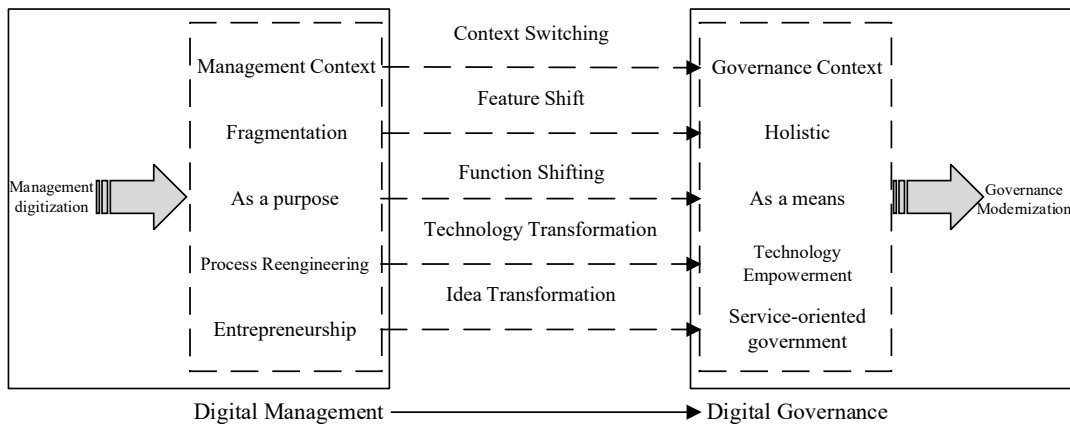 Context Switching
Management Context
Governance Context
Feature Shift
Fragmentation
Holistic
Function Shifting
Management
digitization
As a purpose
As a means
Governance
Modernization
Technology Transformation
Process Reengineering
Technology
Empowerment
Idea Transformation
Entrepreneurship
Service-oriented
government
Digital Management
Digital Governance